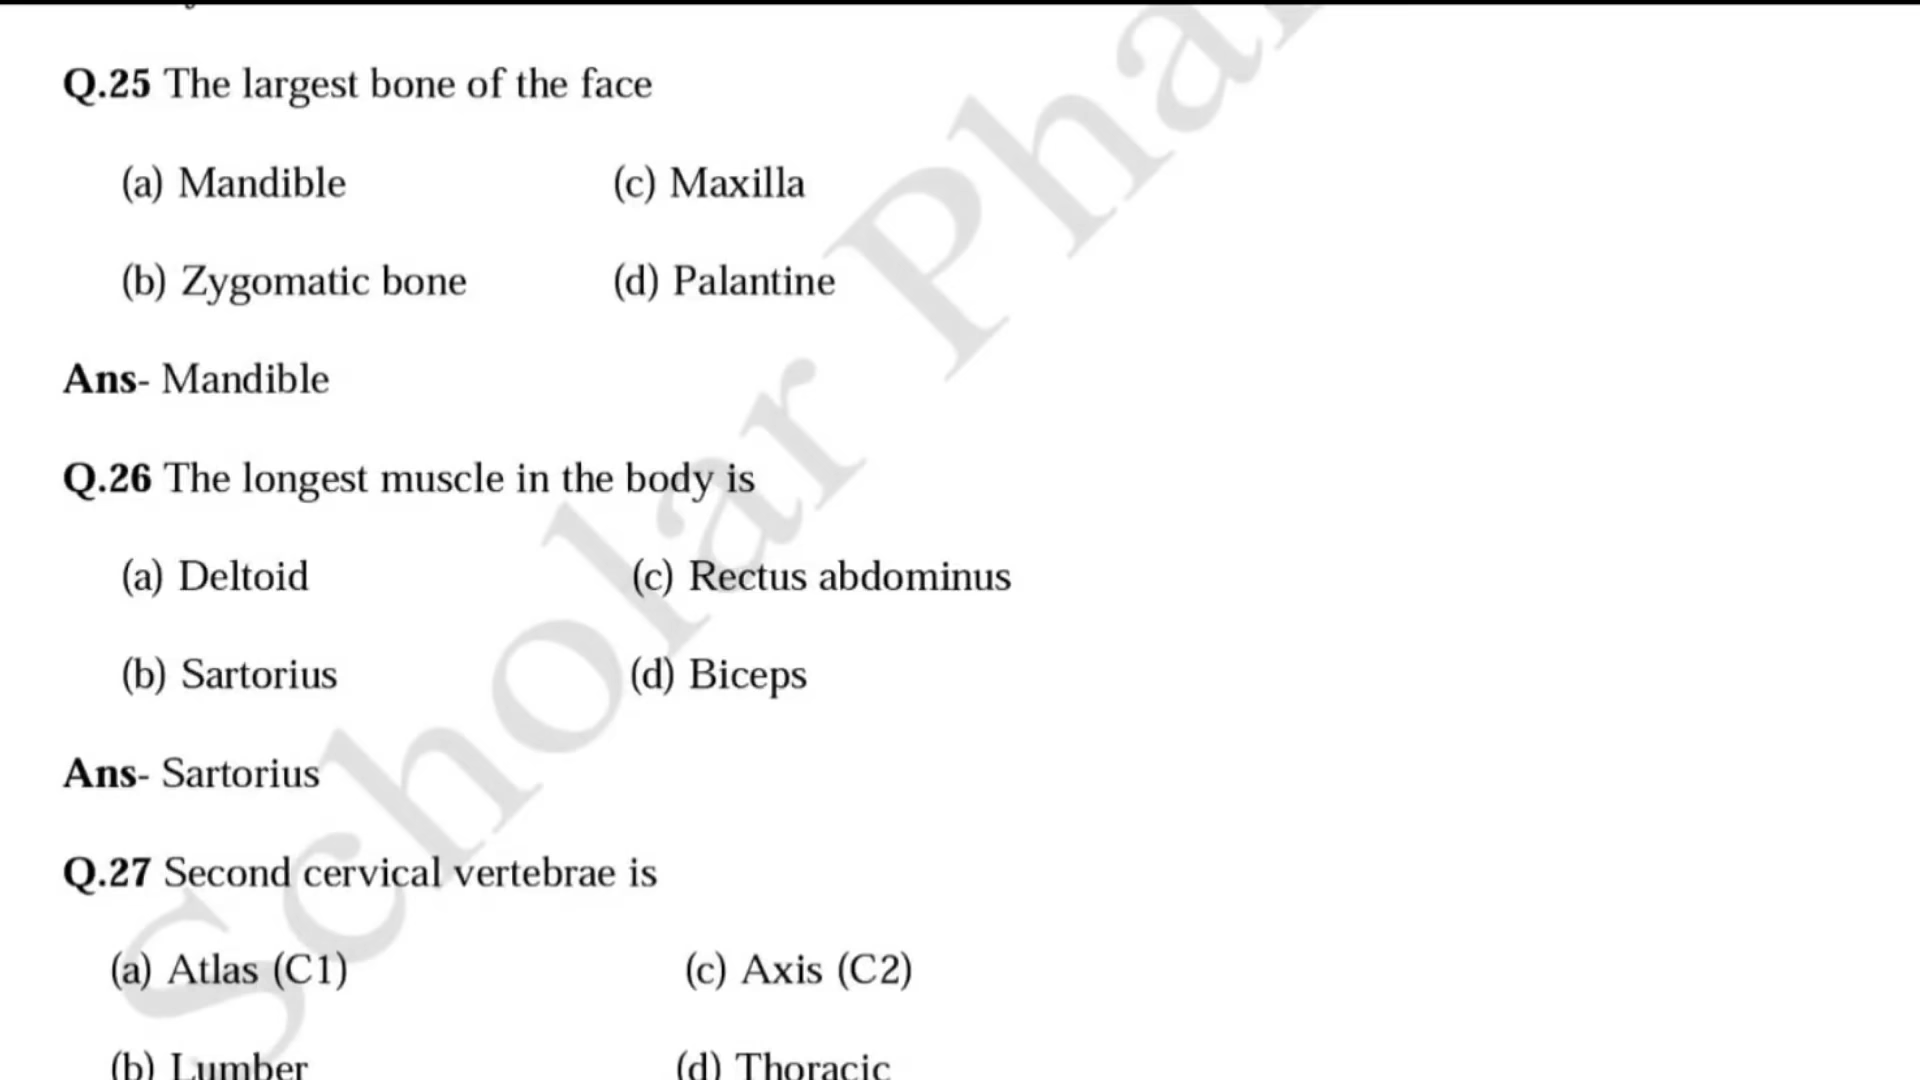 Q.25 The largest bone of the face
(a) Mandible (c) Maxilla
(b) Zygomatic bone (d) Palantine
Ans- Mandible
Q.26 The longest muscle in the body is
(a) Deltoid (c) Rectus abdominus
(b) Sartorius (d) Biceps
Ans- Sartorius
Q.27 Second cervical vertebrae is
(a) Atlas (C1) (c) Axis (C2)
(b) Lumber (d) Thoracic
Scholar Pha